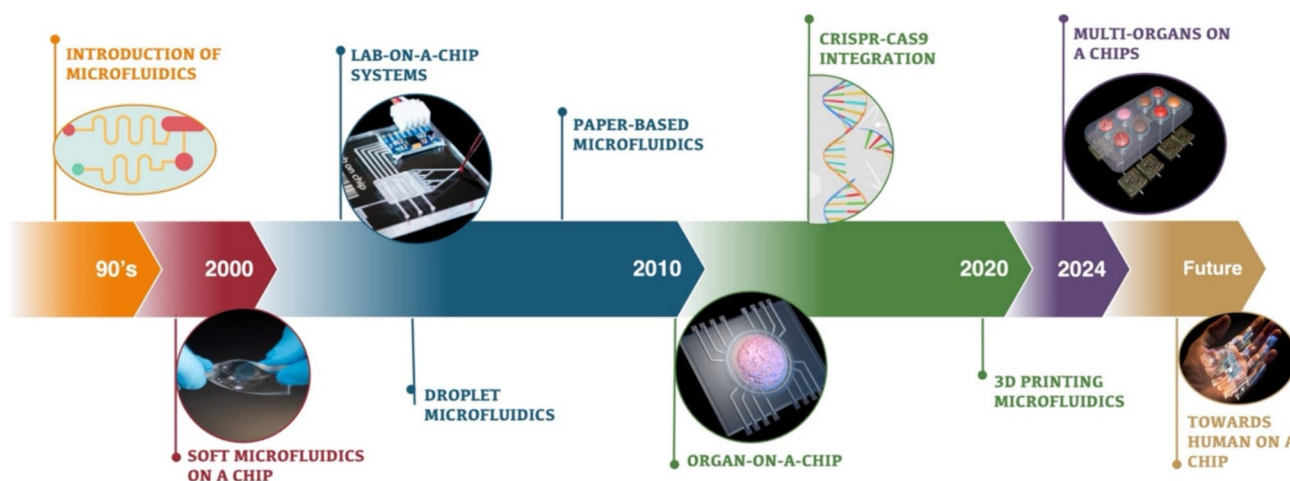 INTRODUCTION OF
MICROFLUIDICS
LAB-ON-A-CHIP
SYSTEMS
PAPER-BASED
MICROFLUIDICS
CRISPR-CAS9
INTEGRATION
MULTI-ORGANS ON
A CHIPS
on chip
90's
2000
2010
2020
2024
Future
SOFT MICROFLUIDICS
ON A CHIP
DROPLET
MICROFLUIDICS
ORGAN-ON-A-CHIP
3D PRINTING
MICROFLUIDICS
TOWARDS
HUMAN ON A
CHIP